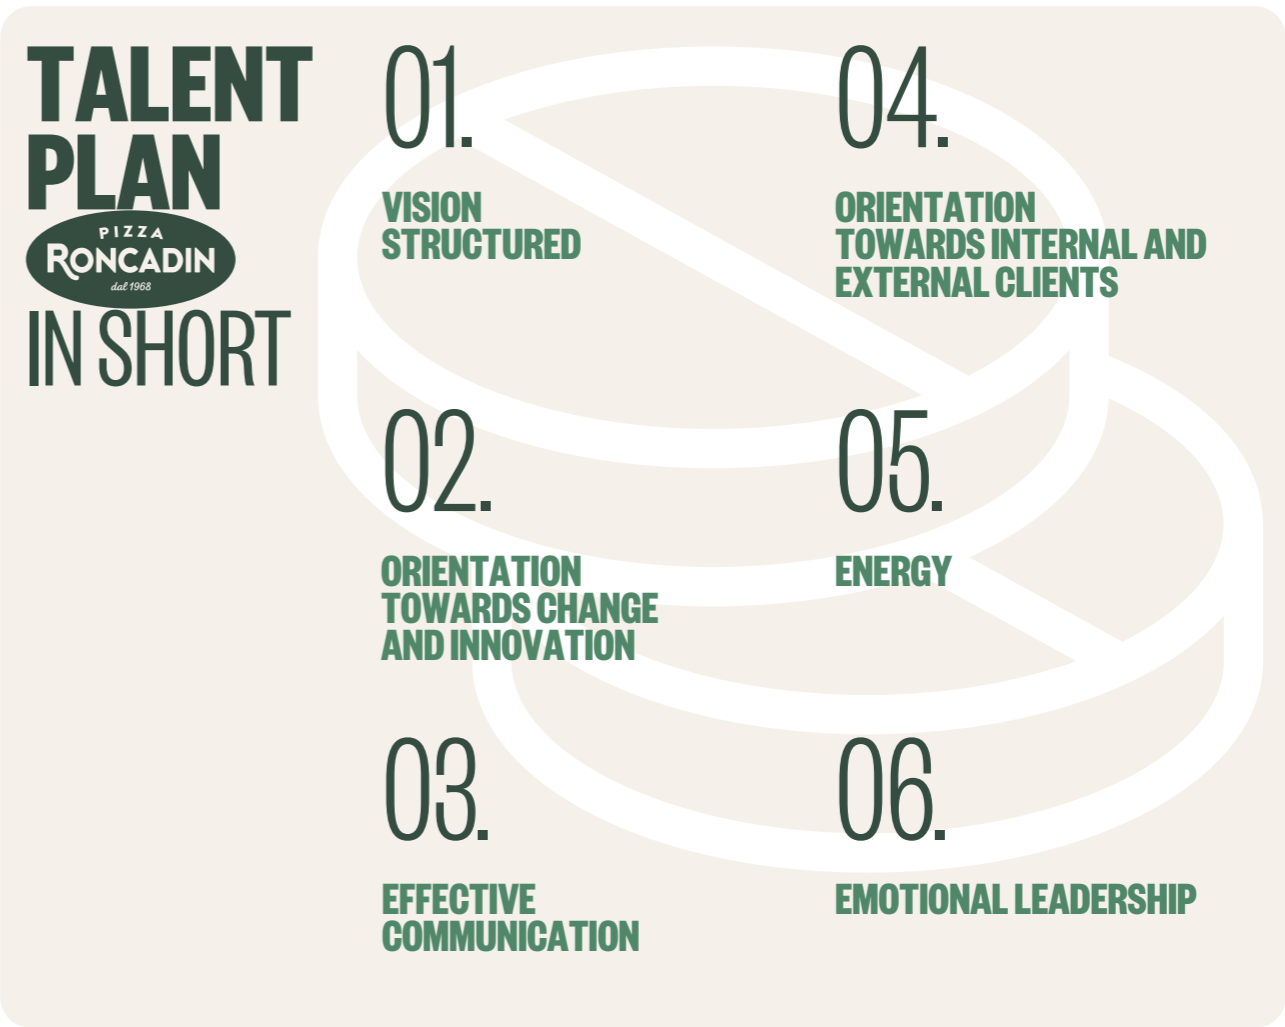 TALENT
PLAN
PIZZA
RONCADIN
dal 1968
IN SHORT
01.
VISION
STRUCTURED
02.
ORIENTATION
TOWARDS CHANGE
AND INNOVATION
03.
EFFECTIVE
COMMUNICATION
04.
ORIENTATION
TOWARDS INTERNAL AND
EXTERNAL CLIENTS
05.
ENERGY
06.
EMOTIONAL LEADERSHIP